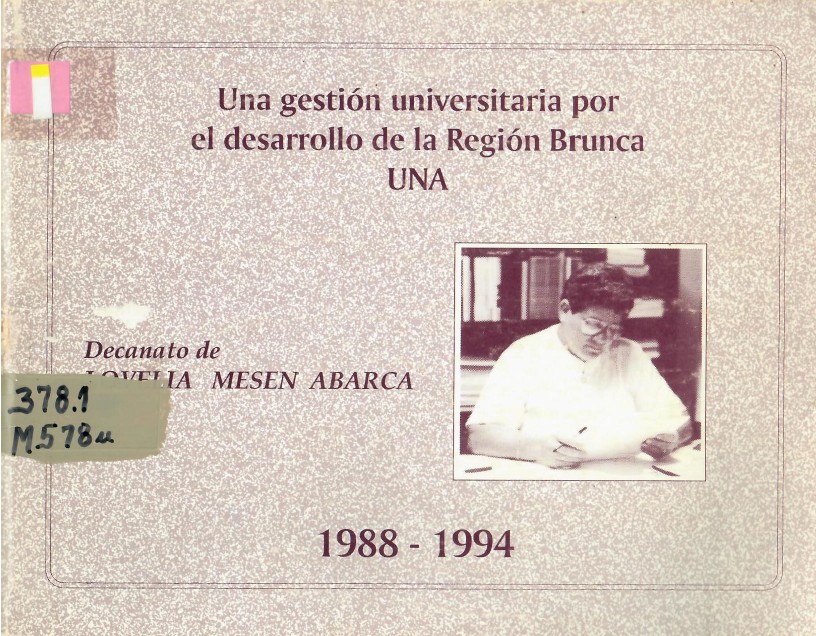 Una gestión universitaria por
el desarrollo de la Región Brunca
UNA
Decanato de
LOVELIA MESEN ABARCA
378.1
M578u
1988 - 1994